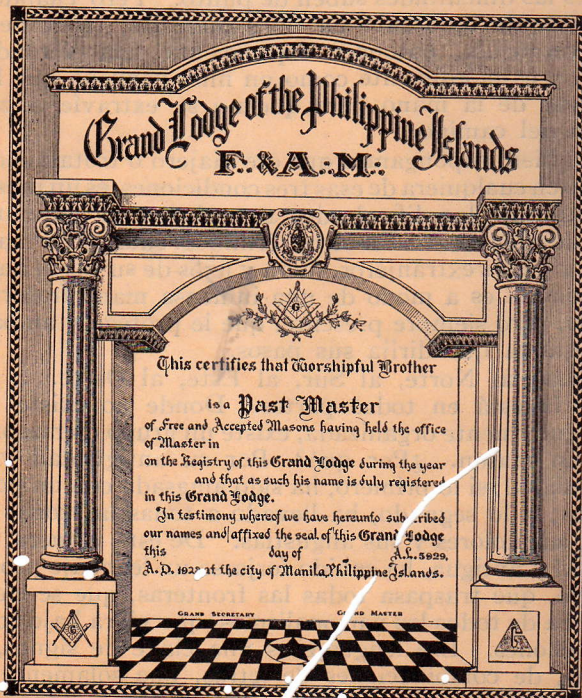 Grand Lodge of the Philippine Islands
F∴ & A∴M∴
G
This certifies that Worshipful Brother
is a Past Master
of Free and Accepted Masons having held the office
of Master in
on the Registry of this Grand Lodge during the year
and that as such his name is duly registered
in this Grand Lodge.
In testimony whereof we have hereunto subscribed
our names and affixed the seal of this Grand Lodge
this day of A.L. 5929,
A.D. at the city of Manila, Philippine Islands.
GRAND SECRETARY GRAND MASTER
G G